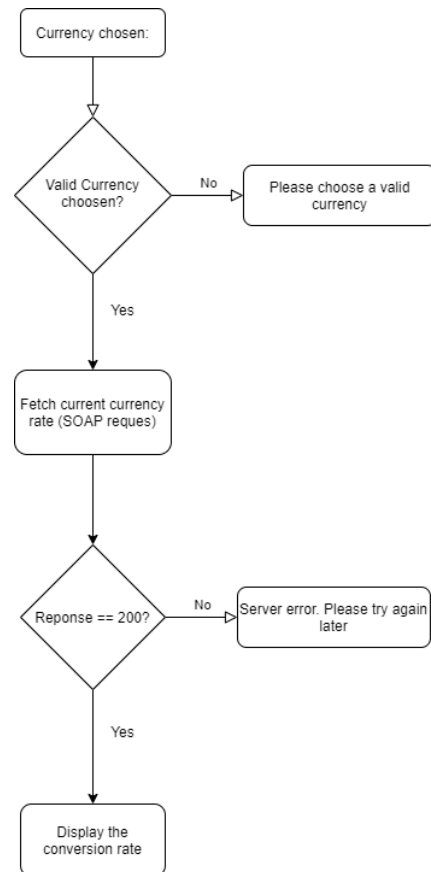 Currency chosen:
Valid Currency
choosen?
No
Please choose a valid
currency
Yes
Fetch current currency
rate (SOAP reques)
Reponse == 200?
No
Server error. Please try again
later
Yes
Display the
conversion rate